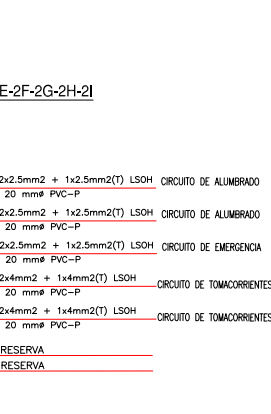 E-2F-2G-2H-2I
2x2.5mm2 + 1x2.5mm2(T) LSOH CIRCUITO DE ALUMBRADO
20 mmø PVC-P
2x2.5mm2 + 1x2.5mm2(T) LSOH CIRCUITO DE ALUMBRADO
20 mmø PVC-P
2x2.5mm2 + 1x2.5mm2(T) LSOH CIRCUITO DE EMERGENCIA
20 mmø PVC-P
2x4mm2 + 1x4mm2(T) LSOH CIRCUITO DE TOMACORRIENTES
20 mmø PVC-P
2x4mm2 + 1x4mm2(T) LSOH CIRCUITO DE TOMACORRIENTES
20 mmø PVC-P
RESERVA
RESERVA